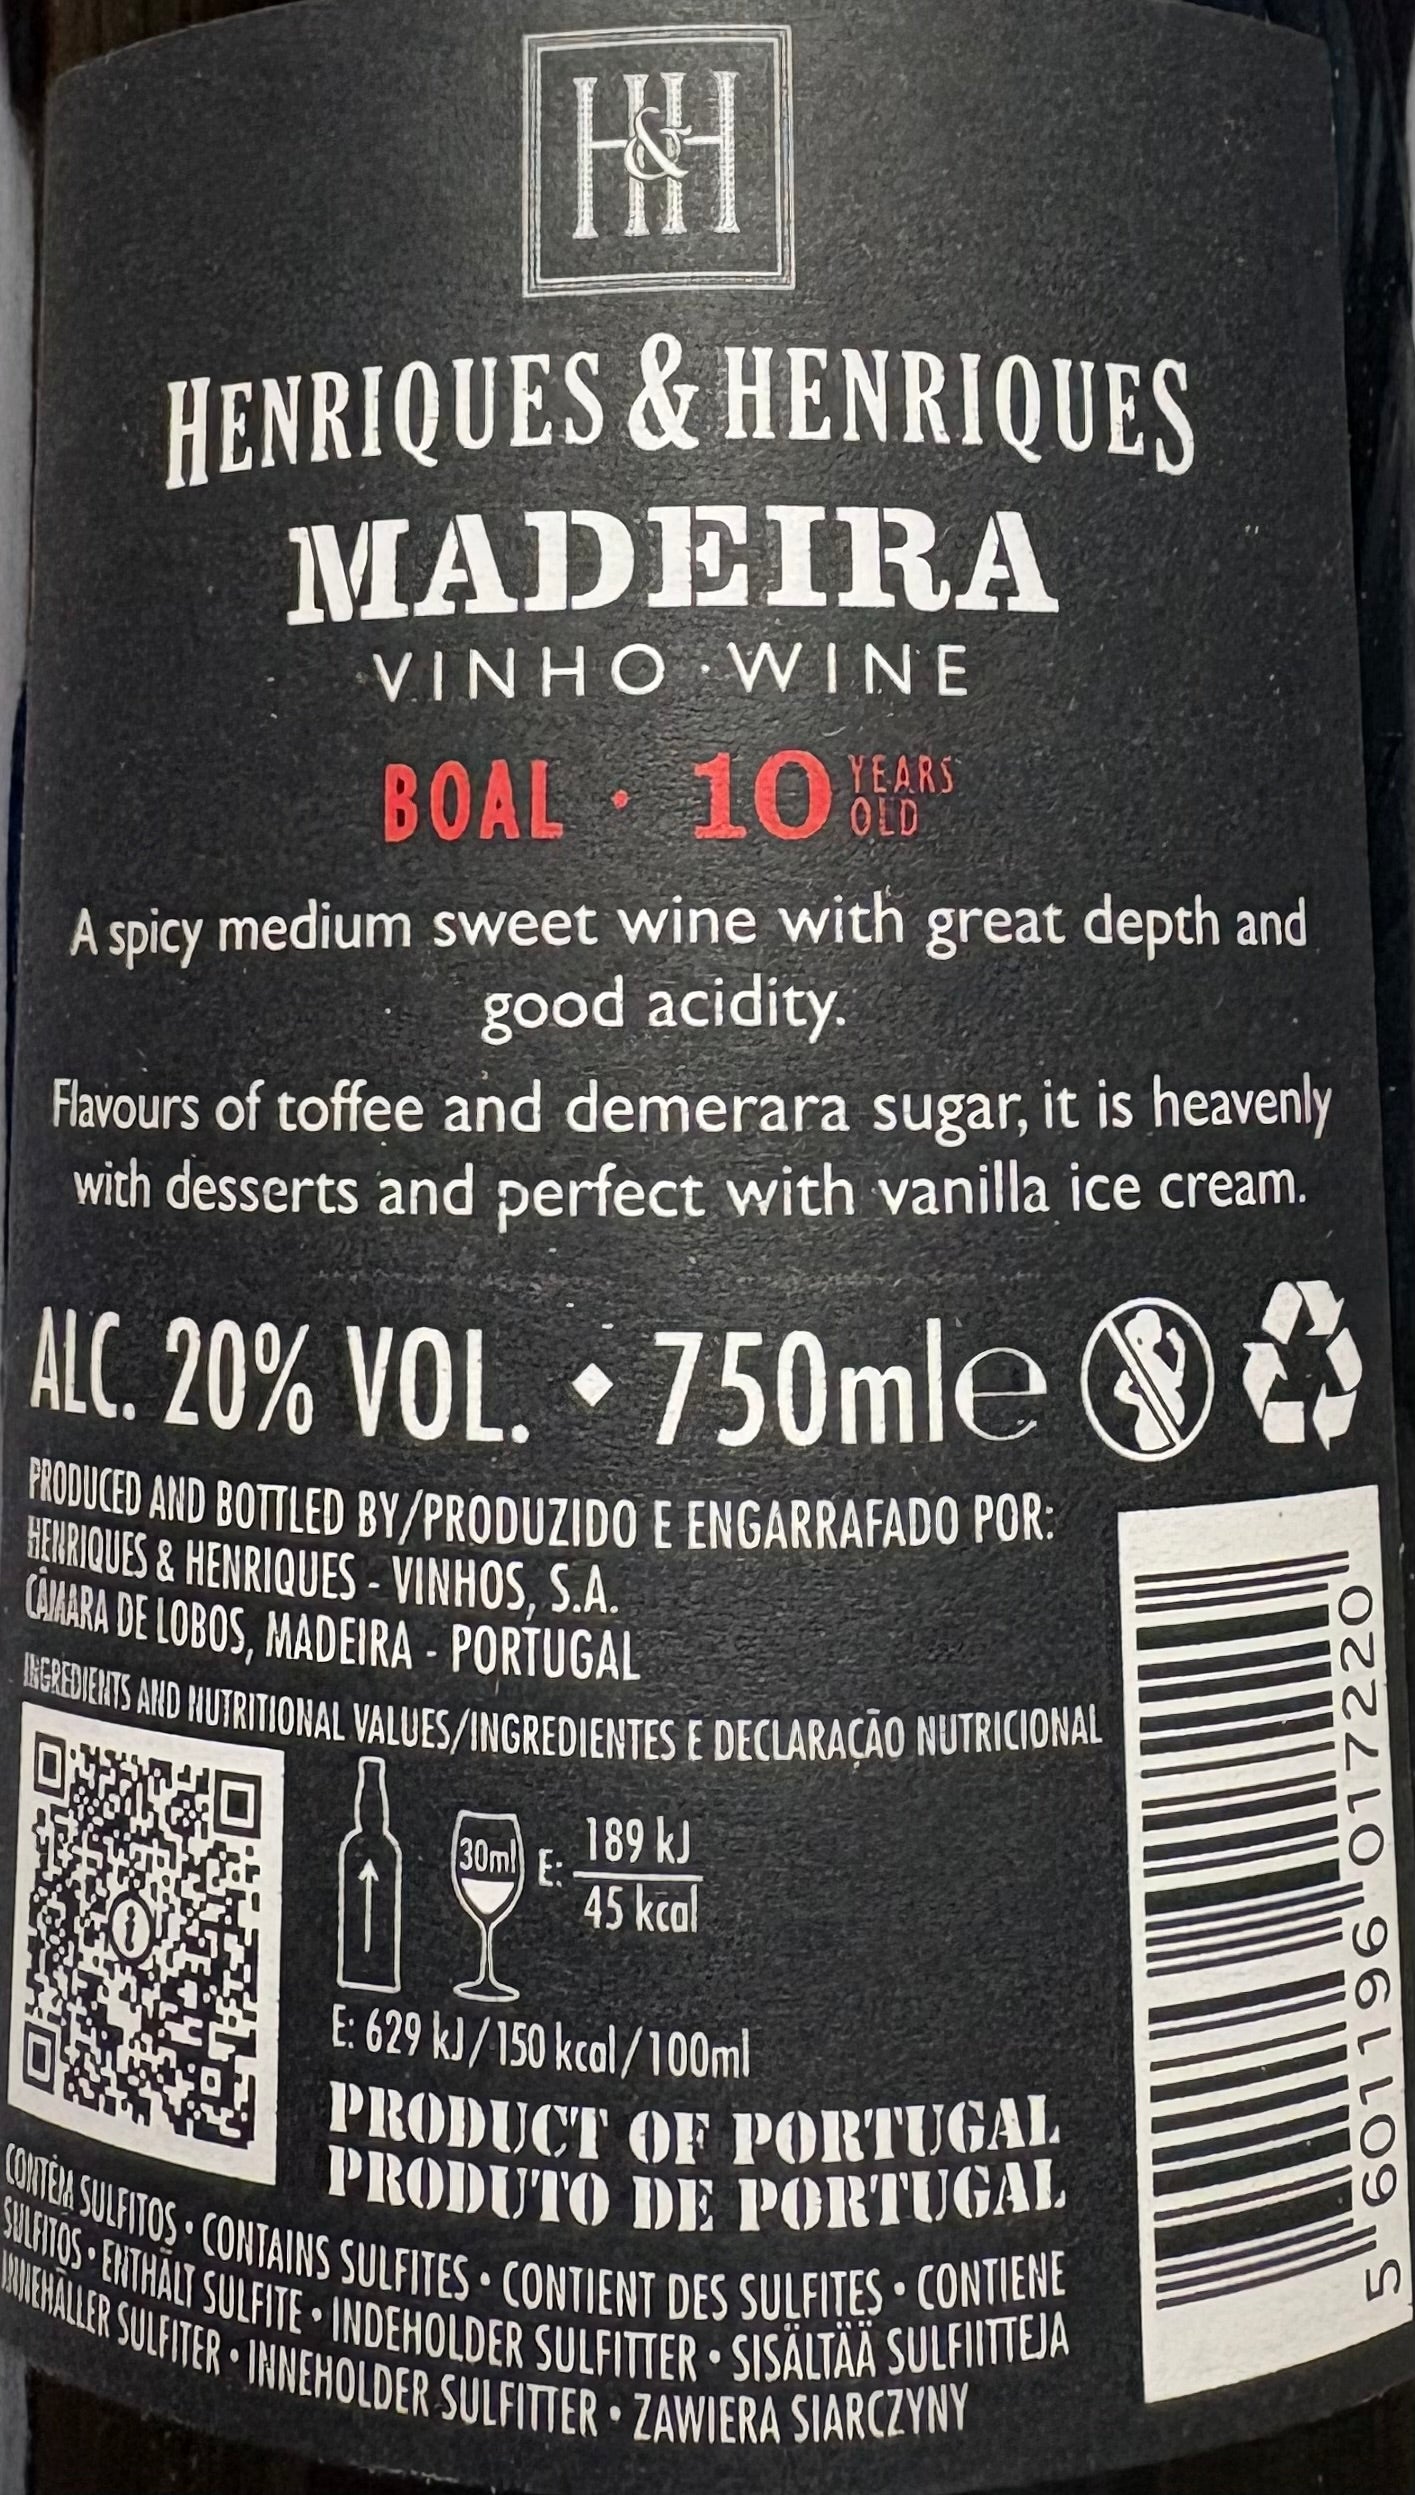 H&H
HENRIQUES & HENRIQUES
MADEIRA
VINHO · WINE
BOAL · 10 YEARS OLD
A spicy medium sweet wine with great depth and
good acidity.
Flavours of toffee and demerara sugar, it is heavenly
with desserts and perfect with vanilla ice cream.
ALC. 20% VOL. ◆ 750ml e
PRODUCED AND BOTTLED BY/PRODUZIDO E ENGARRAFADO POR:
HENRIQUES & HENRIQUES - VINHOS, S.A.
CÂMARA DE LOBOS, MADEIRA - PORTUGAL
INGREDIENTS AND NUTRITIONAL VALUES/INGREDIENTES E DECLARAÇÃO NUTRICIONAL
i
30ml E: 189 kJ
45 kcal
E: 629 kJ/150 kcal/100ml
PRODUCT OF PORTUGAL
PRODUTO DE PORTUGAL
CONTÉM SULFITOS • CONTAINS SULFITES • CONTIENT DES SULFITES • CONTIENE
SULFITOS • ENTHÄLT SULFITE • INDEHOLDER SULFITTER • SISÄLTÄÄ SULFIITTEJA
INNEHÅLLER SULFITER • INNEHOLDER SULFITTER • ZAWIERA SIARCZYNY
5 601196 017220